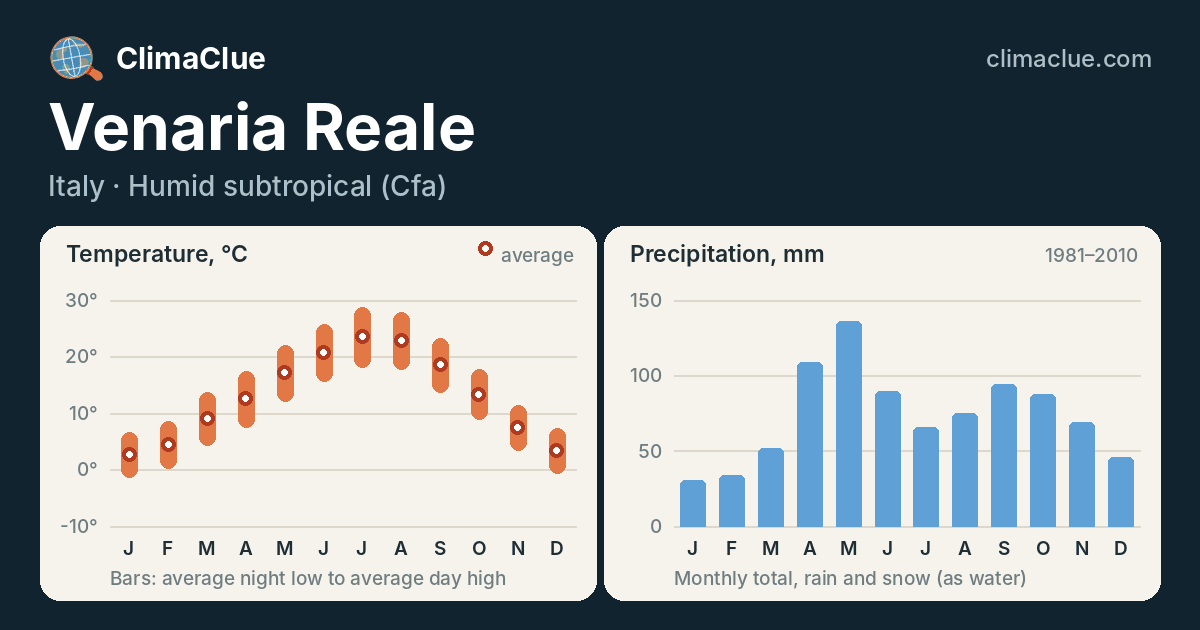 ClimaClue
climaclue.com
Venaria Reale
Italy · Humid subtropical (Cfa)
Temperature, °C
average
30°
20°
10°
0°
-10°
J F M A M J J A S O N D
Bars: average night low to average day high
Precipitation, mm
1981–2010
150
100
50
0
J F M A M J J A S O N D
Monthly total, rain and snow (as water)